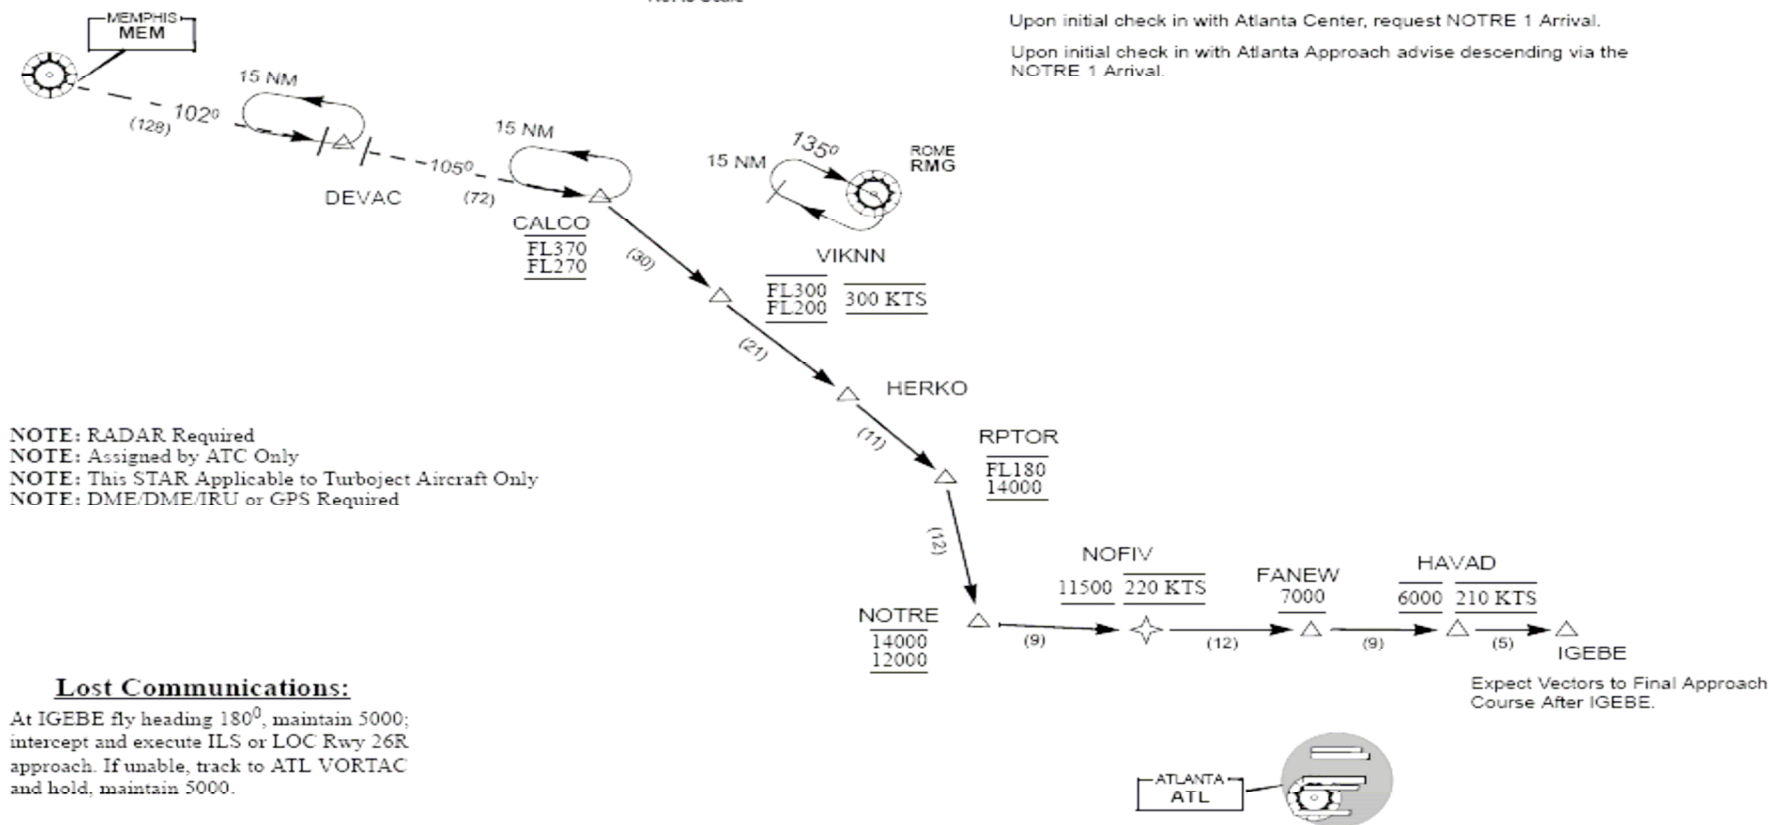 Upon initial check in with Atlanta Center, request NOTRE 1 Arrival.
Upon initial check in with Atlanta Approach advise descending via the
NOTRE 1 Arrival.
MEMPHIS
MEM
15 NM
102⁰
(128)
DEVAC
105⁰
(72)
15 NM
CALCO
FL370
FL270
(30)
15 NM
135⁰
ROME
RMG
VIKNN
FL300
FL200
300 KTS
(21)
HERKO
(11)
RPTOR
FL180
14000
(12)
NOTE: RADAR Required
NOTE: Assigned by ATC Only
NOTE: This STAR Applicable to Turboject Aircraft Only
NOTE: DME/DME/IRU or GPS Required
NOTRE
14000
12000
(9)
NOFIV
11500 220 KTS
(12)
FANEW
7000
(9)
HAVAD
6000 210 KTS
(5)
IGEBE
Expect Vectors to Final Approach
Course After IGEBE.
Lost Communications:
At IGEBE fly heading 180⁰, maintain 5000;
intercept and execute ILS or LOC Rwy 26R
approach. If unable, track to ATL VORTAC
and hold, maintain 5000.
ATLANTA
ATL